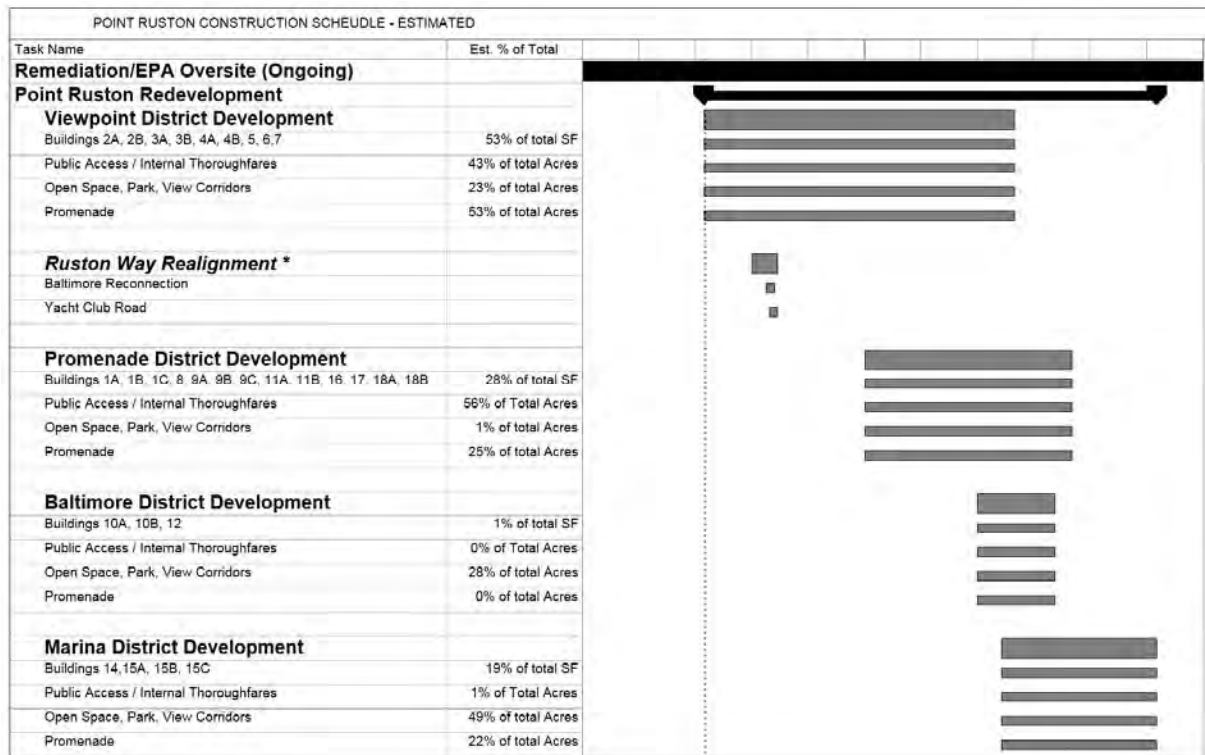 POINT RUSTON CONSTRUCTION SCHEUDLE - ESTIMATED
Task Name Est. % of Total
Remediation/EPA Oversite (Ongoing)
Point Ruston Redevelopment
Viewpoint District Development
Buildings 2A, 2B, 3A, 3B, 4A, 4B, 5, 6,7 53% of total SF
Public Access / Internal Thoroughfares 43% of total Acres
Open Space, Park, View Corridors 23% of total Acres
Promenade 53% of total Acres
Ruston Way Realignment *
Baltimore Reconnection
Yacht Club Road
Promenade District Development
Buildings 1A, 1B, 1C, 8, 9A, 9B, 9C, 11A, 11B, 16, 17, 18A, 18B 28% of total SF
Public Access / Internal Thoroughfares 56% of Total Acres
Open Space, Park, View Corridors 1% of total Acres
Promenade 25% of total Acres
Baltimore District Development
Buildings 10A, 10B, 12 1% of total SF
Public Access / Internal Thoroughfares 0% of Total Acres
Open Space, Park, View Corridors 28% of total Acres
Promenade 0% of total Acres
Marina District Development
Buildings 14,15A, 15B, 15C 19% of total SF
Public Access / Internal Thoroughfares 1% of Total Acres
Open Space, Park, View Corridors 49% of total Acres
Promenade 22% of total Acres